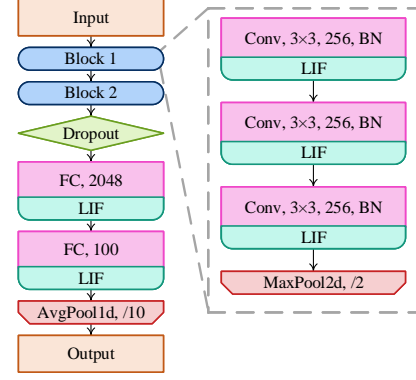 Input
Block 1
Block 2
Dropout
FC, 2048
LIF
FC, 100
LIF
AvgPool1d, /10
Output
Conv, 3×3, 256, BN
LIF
Conv, 3×3, 256, BN
LIF
Conv, 3×3, 256, BN
LIF
MaxPool2d, /2